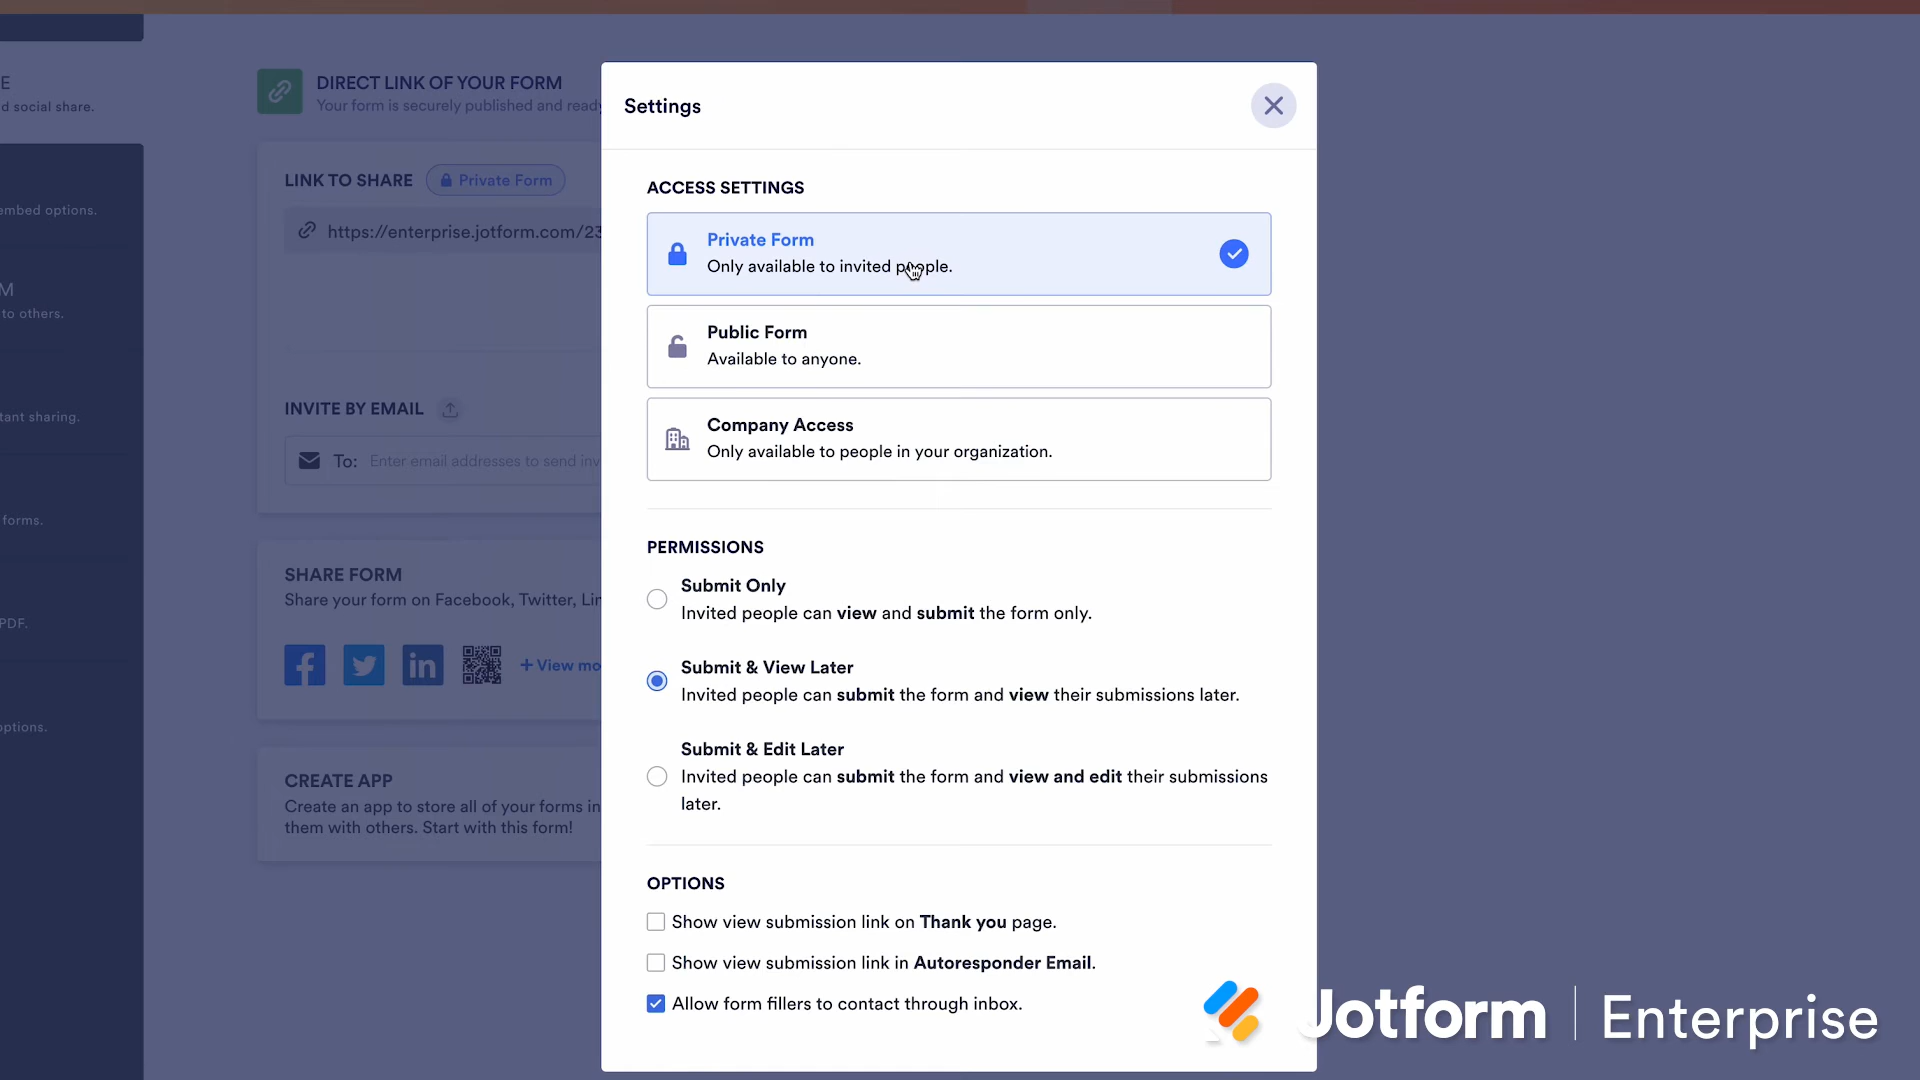 E
d social share.
embed options.
M
to others.
tant sharing.
forms.
PDF.
options.
DIRECT LINK OF YOUR FORM
Your form is securely published and ready
LINK TO SHARE
Private Form
https://enterprise.jotform.com/23
INVITE BY EMAIL
To: Enter email addresses to send inv
SHARE FORM
Share your form on Facebook, Twitter, Lin
+ View mo
CREATE APP
Create an app to store all of your forms in
them with others. Start with this form!
Settings
ACCESS SETTINGS
Private Form
Only available to invited people.
Public Form
Available to anyone.
Company Access
Only available to people in your organization.
PERMISSIONS
Submit Only
Invited people can view and submit the form only.
Submit & View Later
Invited people can submit the form and view their submissions later.
Submit & Edit Later
Invited people can submit the form and view and edit their submissions
later.
OPTIONS
Show view submission link on Thank you page.
Show view submission link in Autoresponder Email.
Allow form fillers to contact through inbox.
Jotform | Enterprise